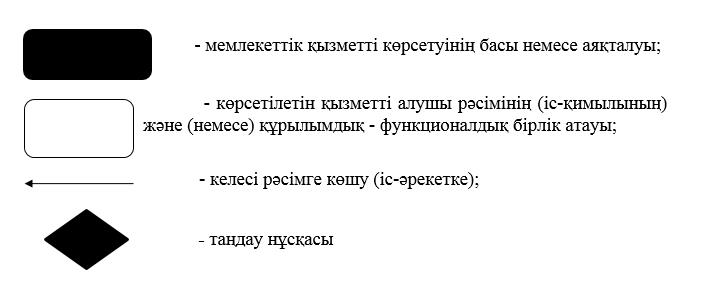 - мемлекеттік қызметті көрсетуінің басы немесе аяқталуы;
- көрсетілетін қызметті алушы рәсімінің (іс-қимылының)
және (немесе) құрылымдық - функционалдық бірлік атауы;
- келесі рәсімге көшу (іс-әрекетке);
- таңдау нұсқасы